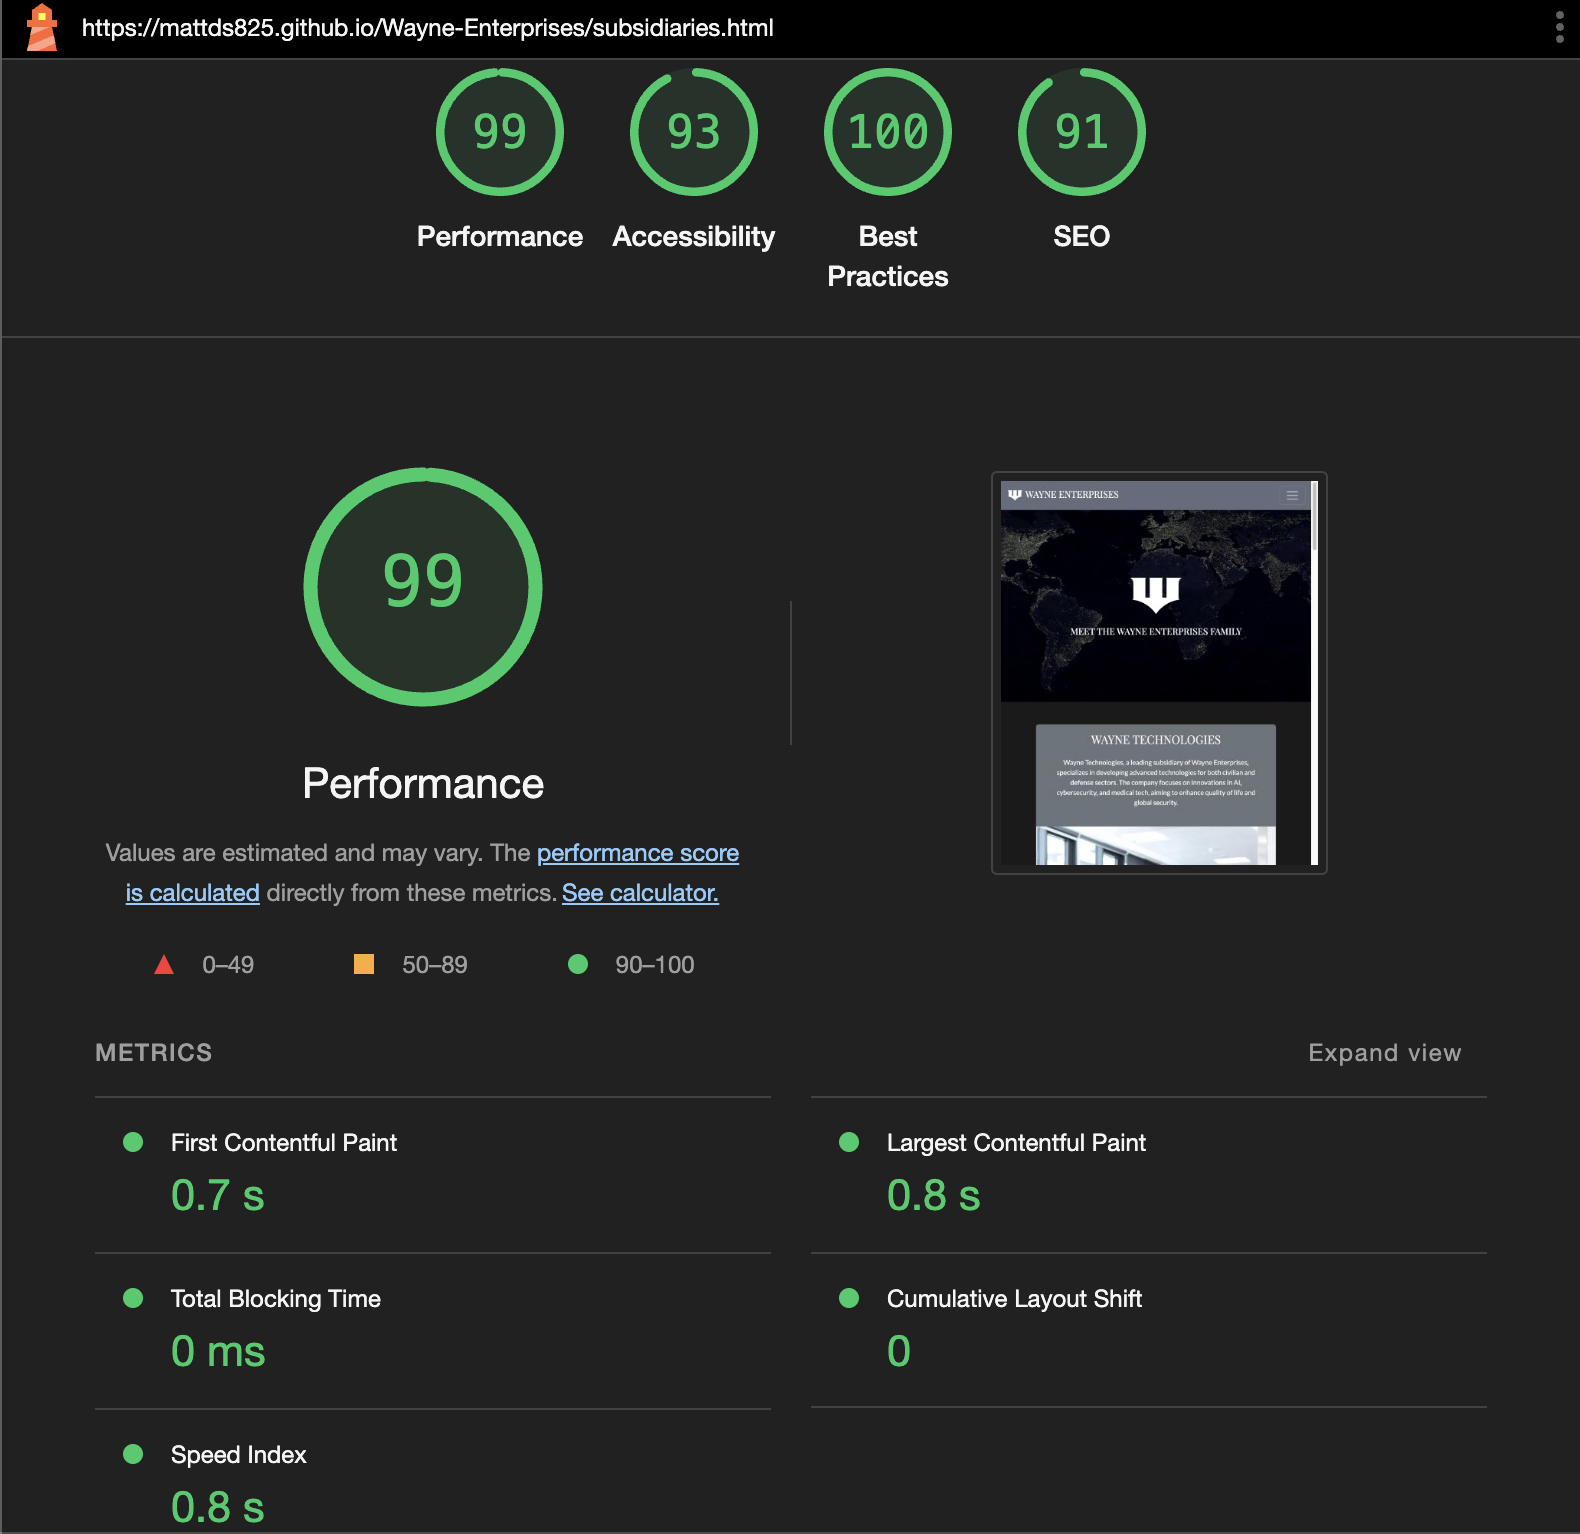 https://mattds825.github.io/Wayne-Enterprises/subsidiaries.html
99
93
100
91
Performance
Accessibility
Best
Practices
SEO
99
Performance
Values are estimated and may vary. The performance score
is calculated directly from these metrics. See calculator.
0–49
50–89
90–100
WAYNE ENTERPRISES
MEET THE WAYNE ENTERPRISES FAMILY
WAYNE TECHNOLOGIES
Wayne Technologies, a leading subsidiary of Wayne Enterprises,
specializes in developing advanced technologies for both civilian and
defense sectors. The company focuses on innovations in AI,
cybersecurity, and medical tech, aiming to enhance quality of life and
global security.
METRICS
Expand view
First Contentful Paint
0.7 s
Largest Contentful Paint
0.8 s
Total Blocking Time
0 ms
Cumulative Layout Shift
0
Speed Index
0.8 s